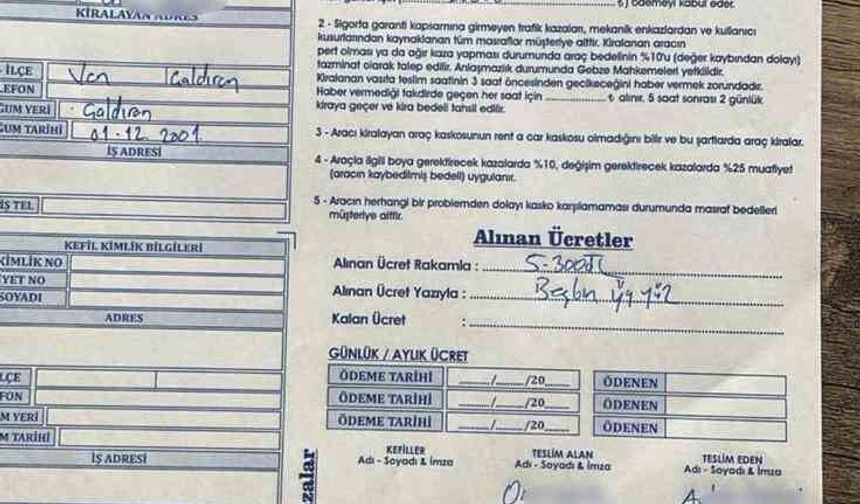 KİRALAYAN ADRES
İLÇE Van Çaldıran
EFON
ĞUM YERİ : Çaldıran
ĞUM TARİHİ 01.12.2001
İŞ ADRESİ
İŞ TEL
KEFİL KİMLİK BİLGİLERİ
KİMLİK NO
YET NO
SOYADI
ADRES
LÇE
FON
M YERİ
M TARİHİ
İŞ ADRESİ
ödemeyi kabul eder.
2 - Sigorta garanti kapsamına girmeyen trafik kazaları, mekanik enkazlardan ve kullanıcı
kusurlarından kaynaklanan tüm masraflar müşteriye aittir. Kiralanan aracın
pert olması ya da ağır kaza yapması durumunda araç bedelinin %10'u (değer kaybından dolayı)
tazminat olarak talep edilir. Anlaşmazlık durumunda Gebze Mahkemeleri yetkilidir.
Kiralanan vasıta teslim saatinin 3 saat öncesinden gecikeceğini haber vermek zorundadır.
Haber vermediği takdirde geçen her saat için .................. ₺ alınır. 5 saat sonrası 2 günlük
kiraya geçer ve kira bedeli tahsil edilir.
3 - Aracı kiralayan araç kaskosunun rent a car kaskosu olmadığını bilir ve bu şartlarda araç kiralar.
4 - Araçla ilgili boya gerektirecek kazalarda %10, değişim gerektirecek kazalarda %25 muafiyet
(aracın kaybedilmiş bedeli) uygulanır.
5 - Aracın herhangi bir problemden dolayı kasko karşılamaması durumunda masraf bedelleri
müşteriye aittir.
Alınan Ücretler
Alınan Ücret Rakamla : 5.300TL
Alınan Ücret Yazıyla : Beşbin üç yüz
Kalan Ücret :
GÜNLÜK / AYLIK ÜCRET
ÖDEME TARİHİ ......../......../20........ ÖDENEN
ÖDEME TARİHİ ......../......../20........ ÖDENEN
ÖDEME TARİHİ ......../......../20........ ÖDENEN
KEFİLLER TESLİM ALAN TESLİM EDEN
Adı - Soyadı & İmza Adı - Soyadı & İmza Adı - Soyadı & İmza
zalar